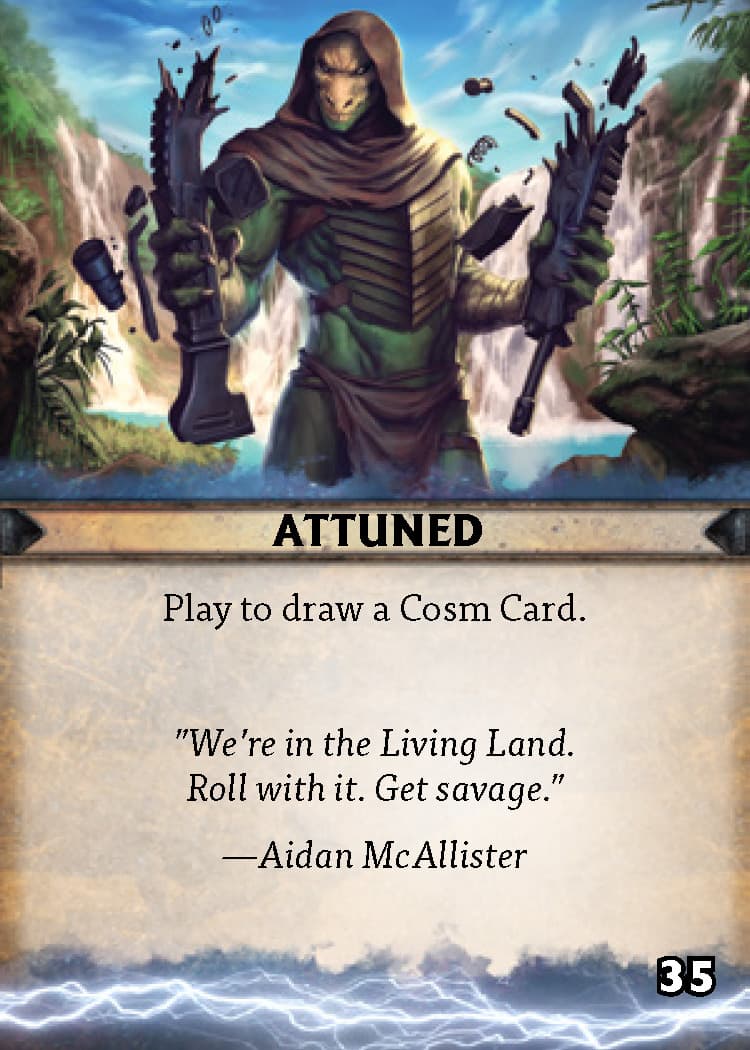 ATTUNED
Play to draw a Cosm Card.
"We're in the Living Land.
Roll with it. Get savage."
—Aidan McAllister
35